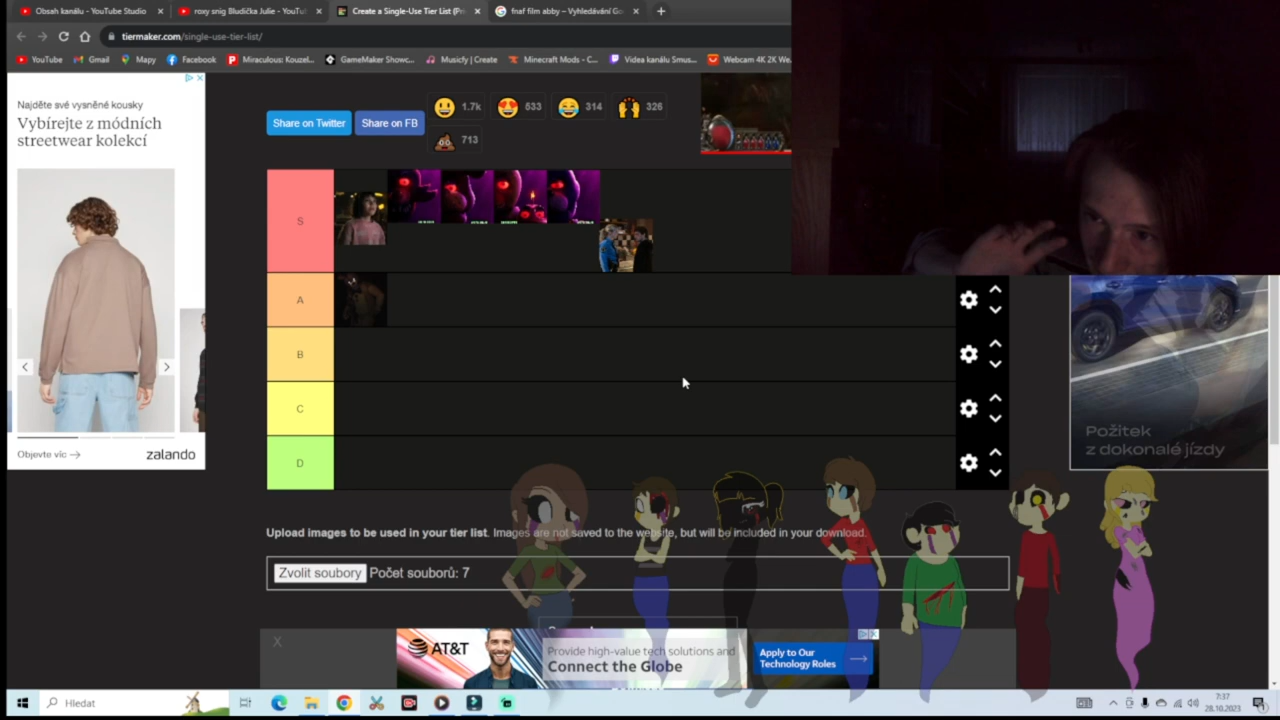 Obsah kanálu - YouTube Studio
roxy snig Bludička Julie - YouTu
Create a Single-Use Tier List (Pr
fnaf film abby – Vyhledávání Go
tiermaker.com/single-use-tier-list/
YouTube
Gmail
Mapy
Facebook
Miraculous: Kouzel...
GameMaker Showc...
Musicfy | Create
Minecraft Mods - C...
Videa kanálu Smus...
Webcam 4K 2K We
Najděte své vysněné kousky
Vybírejte z módních
streetwear kolekcí
Objevte víc →
zalando
Share on Twitter
Share on FB
1.7k
533
314
326
713
S
A
B
C
D
Požitek
z dokonalé jízdy
Upload images to be used in your tier list. Images are not saved to the website, but will be included in your download.
Zvolit soubory Počet souborů: 7
X
AT&T
Provide high-value tech solutions and
Connect the Globe
Apply to Our
Technology Roles
Hledat
7:37
28.10.2023